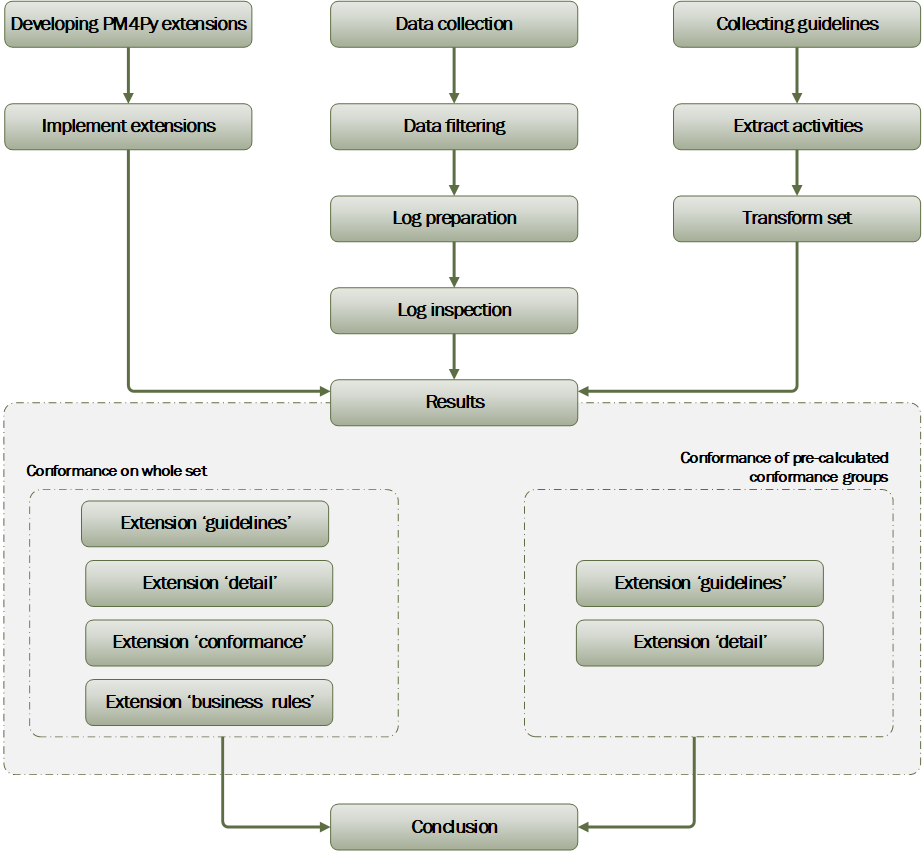 Developing PM4Py extensions
Data collection
Collecting guidelines
Implement extensions
Data filtering
Extract activities
Log preparation
Transform set
Log inspection
Results
Conformance on whole set
Conformance of pre-calculated
conformance groups
Extension ‘guidelines’
Extension ‘detail’
Extension ‘conformance’
Extension ‘business rules’
Extension ‘guidelines’
Extension ‘detail’
Conclusion